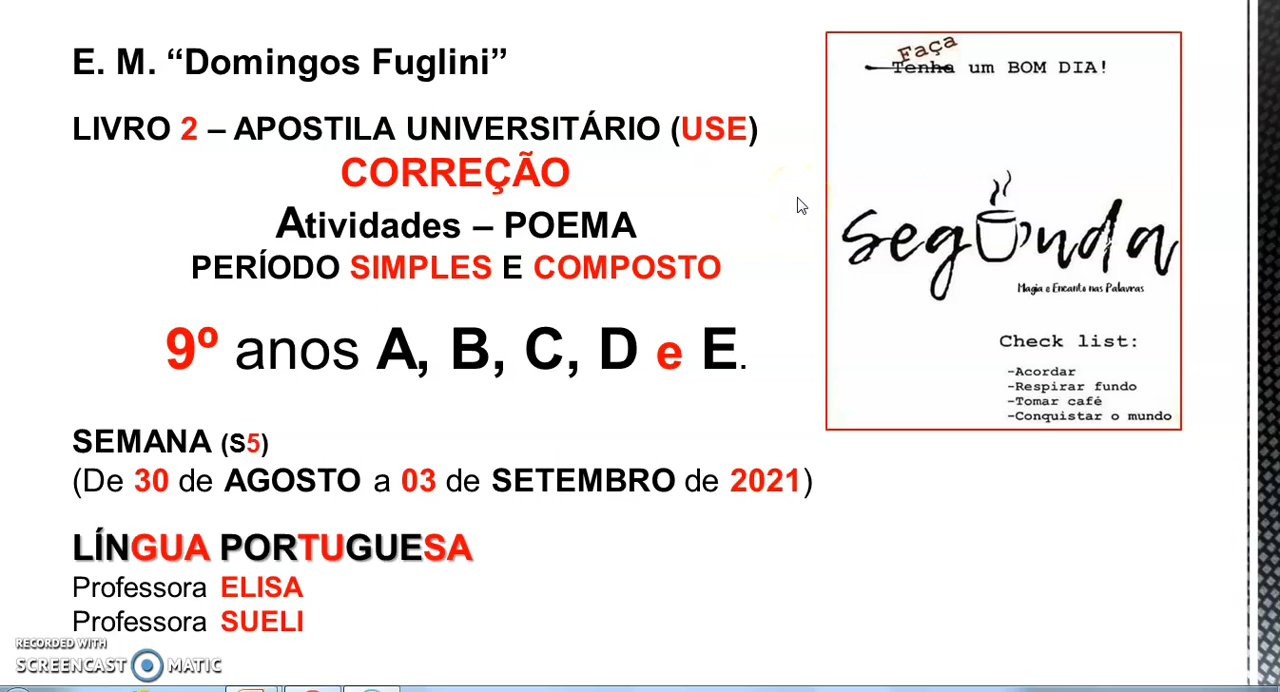 E. M. “Domingos Fuglini”
LIVRO 2 – APOSTILA UNIVERSITÁRIO (USE)
CORREÇÃO
Atividades – POEMA
PERÍODO SIMPLES E COMPOSTO
9º anos A, B, C, D e E.
SEMANA (S5)
(De 30 de AGOSTO a 03 de SETEMBRO de 2021)
LÍNGUA PORTUGUESA
Professora ELISA
Professora SUELI
Faça
Tenha um BOM DIA!
segunda
Magia e Encanto nas Palavras
Check list:
-Acordar
-Respirar fundo
-Tomar café
-Conquistar o mundo
RECORDED WITH
SCREENCAST MATIC